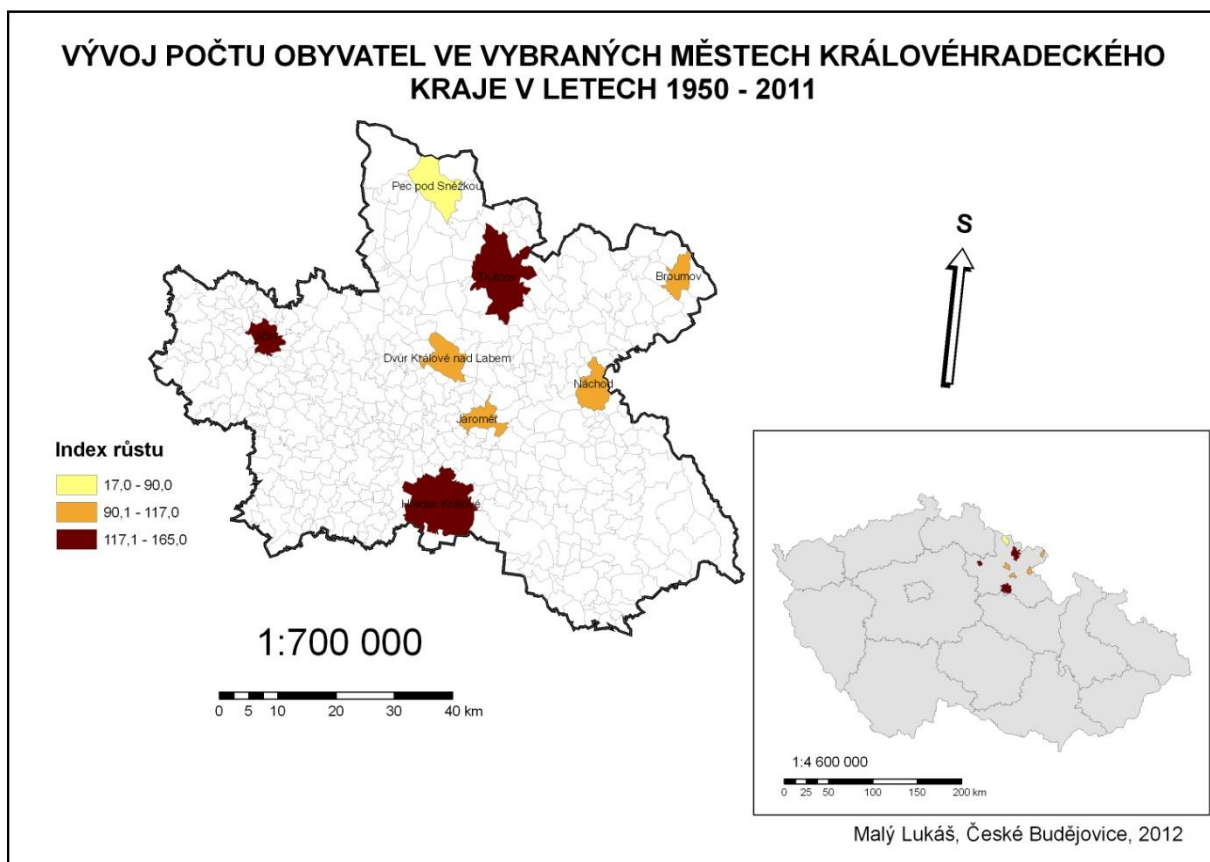 VÝVOJ POČTU OBYVATEL VE VYBRANÝCH MĚSTECH KRÁLOVÉHRADECKÉHO
KRAJE V LETECH 1950 - 2011
Pec pod Sněžkou
S
Trutnov
Broumov
Dvůr Králové nad Labem
Náchod
Jaroměř
Hradec Králové
Index růstu
17,0 - 90,0
90,1 - 117,0
117,1 - 165,0
1:700 000
0 5 10 20 30 40 km
1:4 600 000
0 25 50 100 150 200 km
Malý Lukáš, České Budějovice, 2012